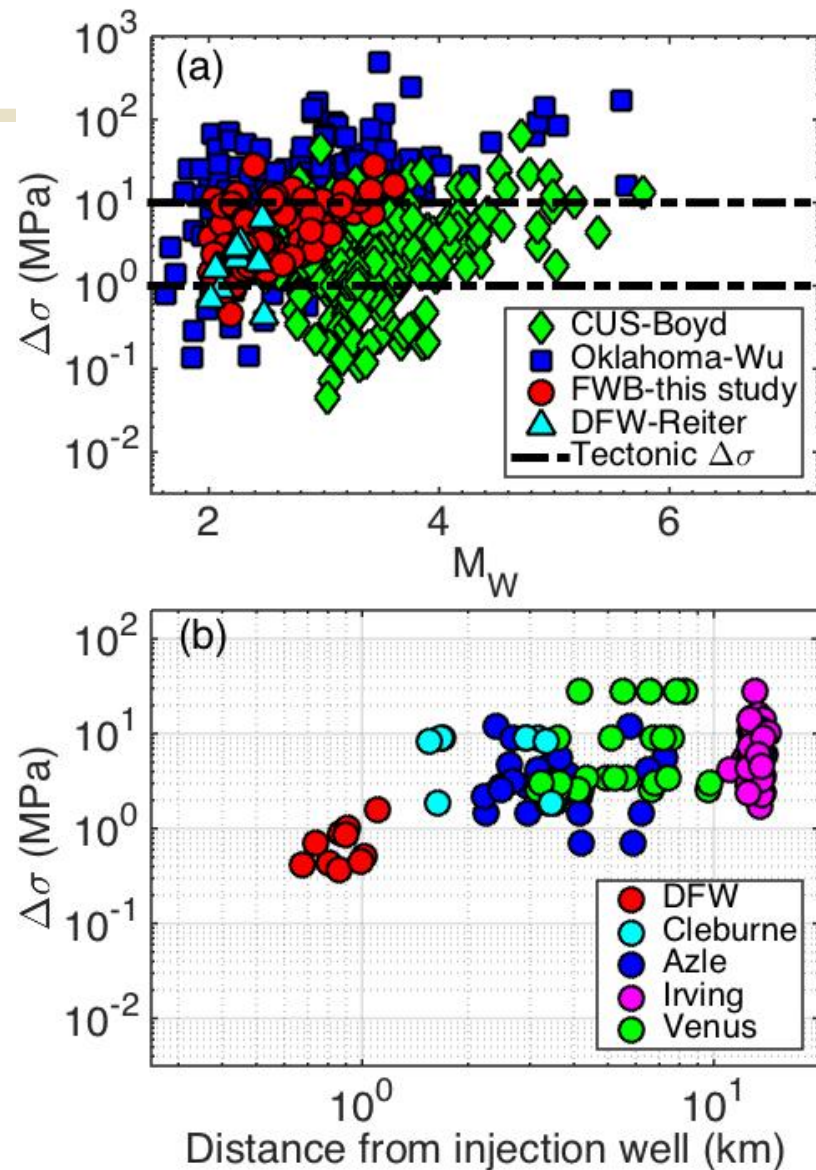 (a)
10³
10²
10¹
10⁰
10⁻¹
10⁻²
Δσ (MPa)
CUS-Boyd
Oklahoma-Wu
FWB-this study
DFW-Reiter
Tectonic Δσ
2 4 6
M_W
(b)
10²
10¹
10⁰
10⁻¹
10⁻²
Δσ (MPa)
DFW
Cleburne
Azle
Irving
Venus
10⁰ 10¹
Distance from injection well (km)